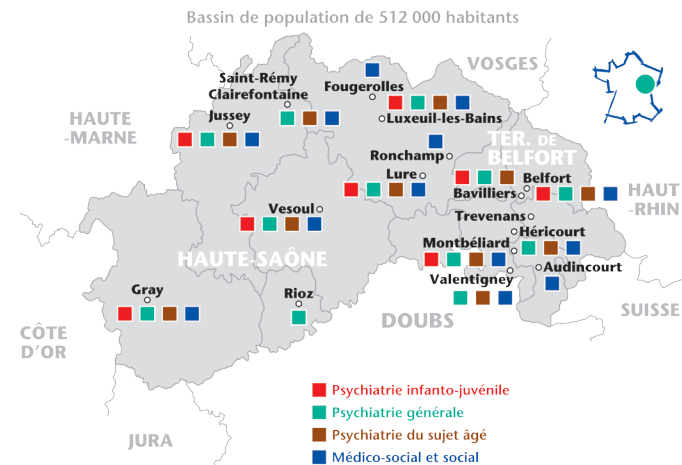 Bassin de population de 512 000 habitants
VOSGES
Saint-Rémy
Clairefontaine
Fougerolles
Jussey
Luxeuil-les-Bains
HAUTE
-MARNE
TER. DE
BELFORT
Ronchamp
Lure
Belfort
Bavilliers
HAUT
-RHIN
Vesoul
Trevenans
Héricourt
Montbéliard
HAUTE-SAÔNE
Audincourt
Valentigney
Gray
Rioz
DOUBS
SUISSE
CÔTE
D'OR
JURA
Psychiatrie infanto-juvénile
Psychiatrie générale
Psychiatrie du sujet âgé
Médico-social et social